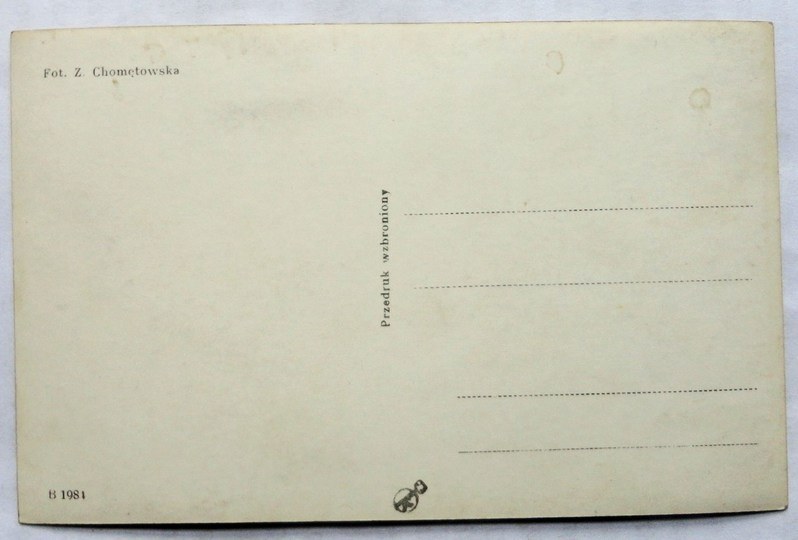 Fot. Z. Chomętowska
Przedruk wzbroniony
B 1981